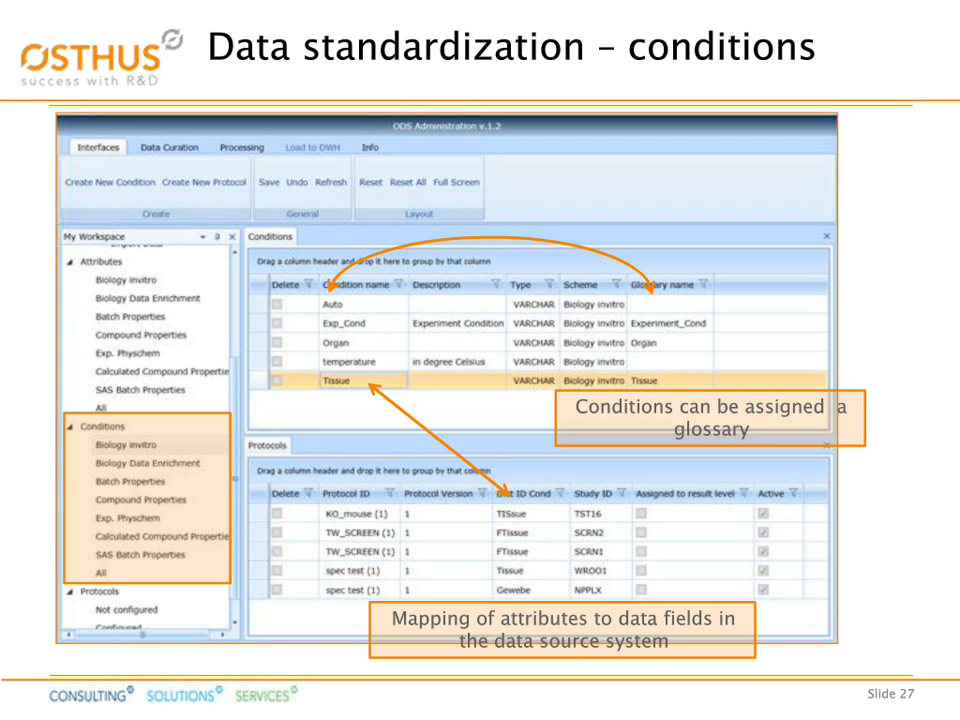 OSTHUS
success with R&D
Data standardization – conditions
ODS Administration v.1.2
Interfaces Data Curation Processing Load to DWH Info
Create New Condition Create New Protocol Save Undo Refresh Reset Reset All Full Screen
Create General Layout
My Workspace
Attributes
Biology invitro
Biology Data Enrichment
Batch Properties
Compound Properties
Exp. Physchem
Calculated Compound Propertie
SAS Batch Properties
All
Conditions
Biology invitro
Biology Data Enrichment
Batch Properties
Compound Properties
Exp. Physchem
Calculated Compound Propertie
SAS Batch Properties
All
Protocols
Not configured
Configured
Conditions
Drag a column header and drop it here to group by that column
Delete Condition name Description Type Scheme Glossary name
Auto VARCHAR Biology invitro
Exp_Cond Experiment Condition VARCHAR Biology invitro Experiment_Cond
Organ VARCHAR Biology invitro Organ
temperature in degree Celsius VARCHAR Biology invitro
Tissue VARCHAR Biology invitro Tissue
Conditions can be assigned a
glossary
Protocols
Drag a column header and drop it here to group by that column
Delete Protocol ID Protocol Version ID Cond Study ID Assigned to result level Active
KO_mouse (1) 1 TISsue TST16
TW_SCREEN (1) 1 FTissue SCRN2
TW_SCREEN (1) 1 FTissue SCRN1
spec test (1) 1 Tissue WROO1
spec test (1) 1 Gewebe NPPLX
Mapping of attributes to data fields in
the data source system
CONSULTING SOLUTIONS SERVICES
Slide 27